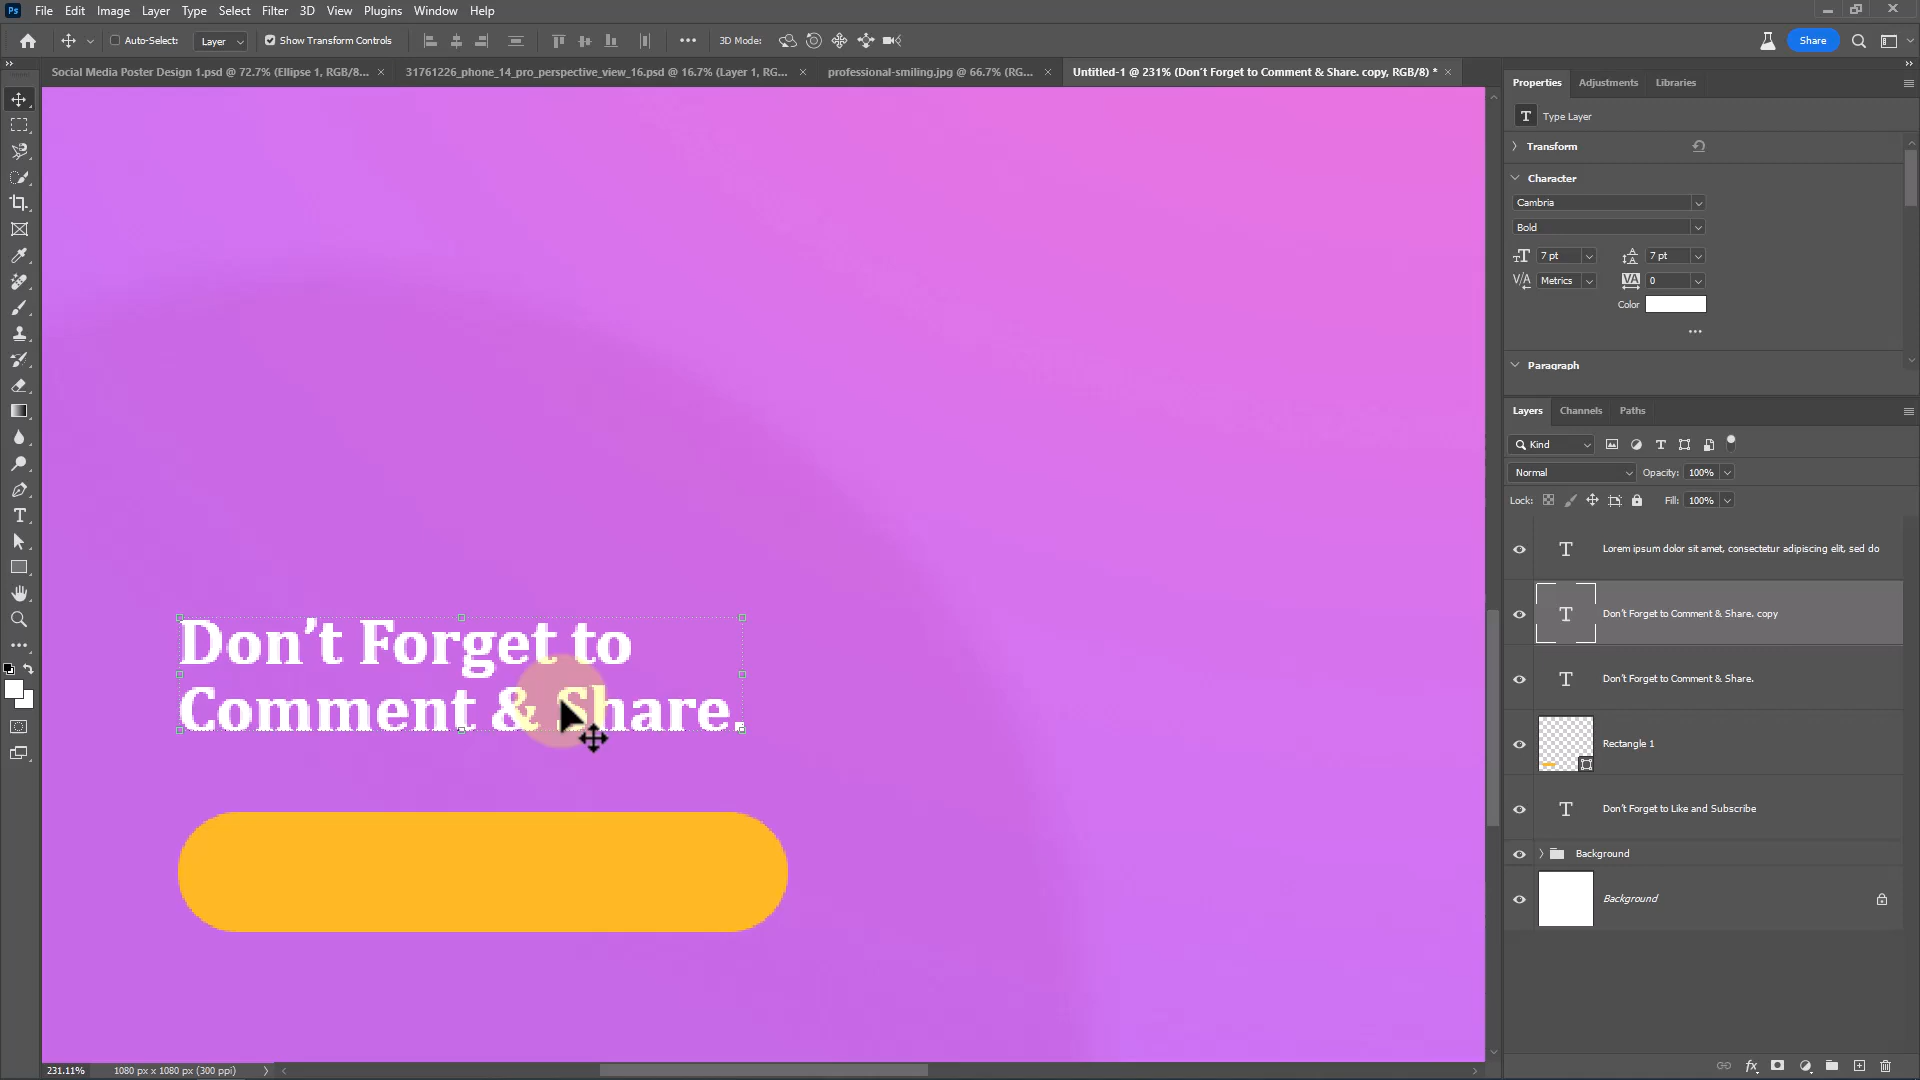 Ps File Edit Image Layer Type Select Filter 3D View Plugins Window Help
Auto-Select: Layer Show Transform Controls 3D Mode: Share
Social Media Poster Design 1.psd @ 72.7% (Ellipse 1, RGB/8... × 31761226_phone_14_pro_perspective_view_16.psd @ 16.7% (Layer 1, RG... × professional-smiling.jpg @ 66.7% (RG... × Untitled-1 @ 231% (Don’t Forget to Comment & Share. copy, RGB/8) * ×
Properties Adjustments Libraries
T Type Layer
Transform
Character
Cambria
Bold
7 pt 7 pt
Metrics 0
Color
Paragraph
Layers Channels Paths
Kind
Normal Opacity: 100%
Lock: Fill: 100%
T Lorem ipsum dolor sit amet, consectetur adipiscing elit, sed do
T Don’t Forget to Comment & Share. copy
T Don’t Forget to Comment & Share.
Rectangle 1
T Don’t Forget to Like and Subscribe
Background
Background
Don’t Forget to
Comment & Share.
231.11% 1080 px x 1080 px (300 ppi)